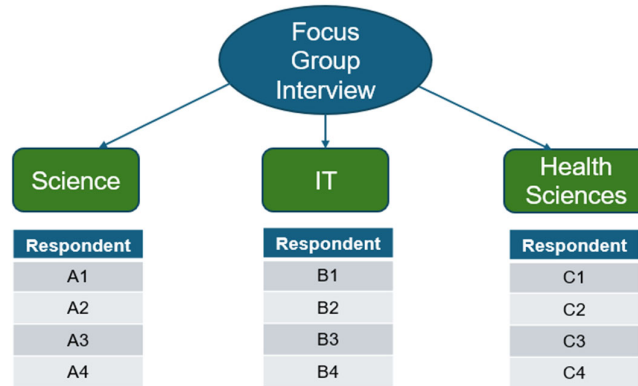 Focus
Group
Interview
Science
IT
Health
Sciences
Respondent
A1
A2
A3
A4
Respondent
B1
B2
B3
B4
Respondent
C1
C2
C3
C4